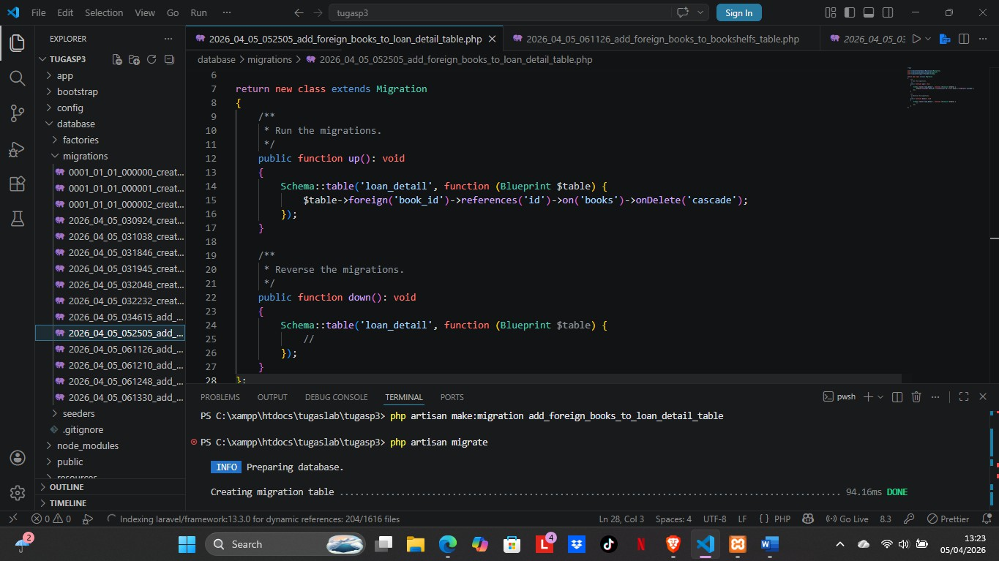 File Edit Selection View Go Run ···
tugasp3
Sign In
EXPLORER
TUGASP3
app
bootstrap
config
database
factories
migrations
0001_01_01_000000_creat...
0001_01_01_000001_creat...
0001_01_01_000002_creat...
2026_04_05_030924_creat...
2026_04_05_031038_creat...
2026_04_05_031846_creat...
2026_04_05_031945_creat...
2026_04_05_032048_creat...
2026_04_05_032232_creat...
2026_04_05_034615_add_...
2026_04_05_052505_add_...
2026_04_05_061126_add_...
2026_04_05_061210_add_...
2026_04_05_061248_add_...
2026_04_05_061330_add_...
seeders
.gitignore
node_modules
public
resources
OUTLINE
TIMELINE
2026_04_05_052505_add_foreign_books_to_loan_detail_table.php
2026_04_05_061126_add_foreign_books_to_bookshelfs_table.php
2026_04_05_03
database > migrations > 2026_04_05_052505_add_foreign_books_to_loan_detail_table.php
6
7 return new class extends Migration
8 {
9 /**
10 * Run the migrations.
11 */
12 public function up(): void
13 {
14 Schema::table('loan_detail', function (Blueprint $table) {
15 $table->foreign('book_id')->references('id')->on('books')->onDelete('cascade');
16 });
17 }
18
19 /**
20 * Reverse the migrations.
21 */
22 public function down(): void
23 {
24 Schema::table('loan_detail', function (Blueprint $table) {
25 //
26 });
27 }
28 };
PROBLEMS OUTPUT DEBUG CONSOLE TERMINAL PORTS
pwsh
PS C:\xampp\htdocs\tugaslab\tugasp3> php artisan make:migration add_foreign_books_to_loan_detail_table
PS C:\xampp\htdocs\tugaslab\tugasp3> php artisan migrate
INFO Preparing database.
Creating migration table ........................................................................................... 94.16ms DONE
0 0 Indexing laravel/framework:13.3.0 for dynamic references: 204/1616 files
Ln 28, Col 3 Spaces: 4 UTF-8 LF { } PHP Go Live 8.3 Prettier
2
Search
L 4
N
W
13:23
05/04/2026